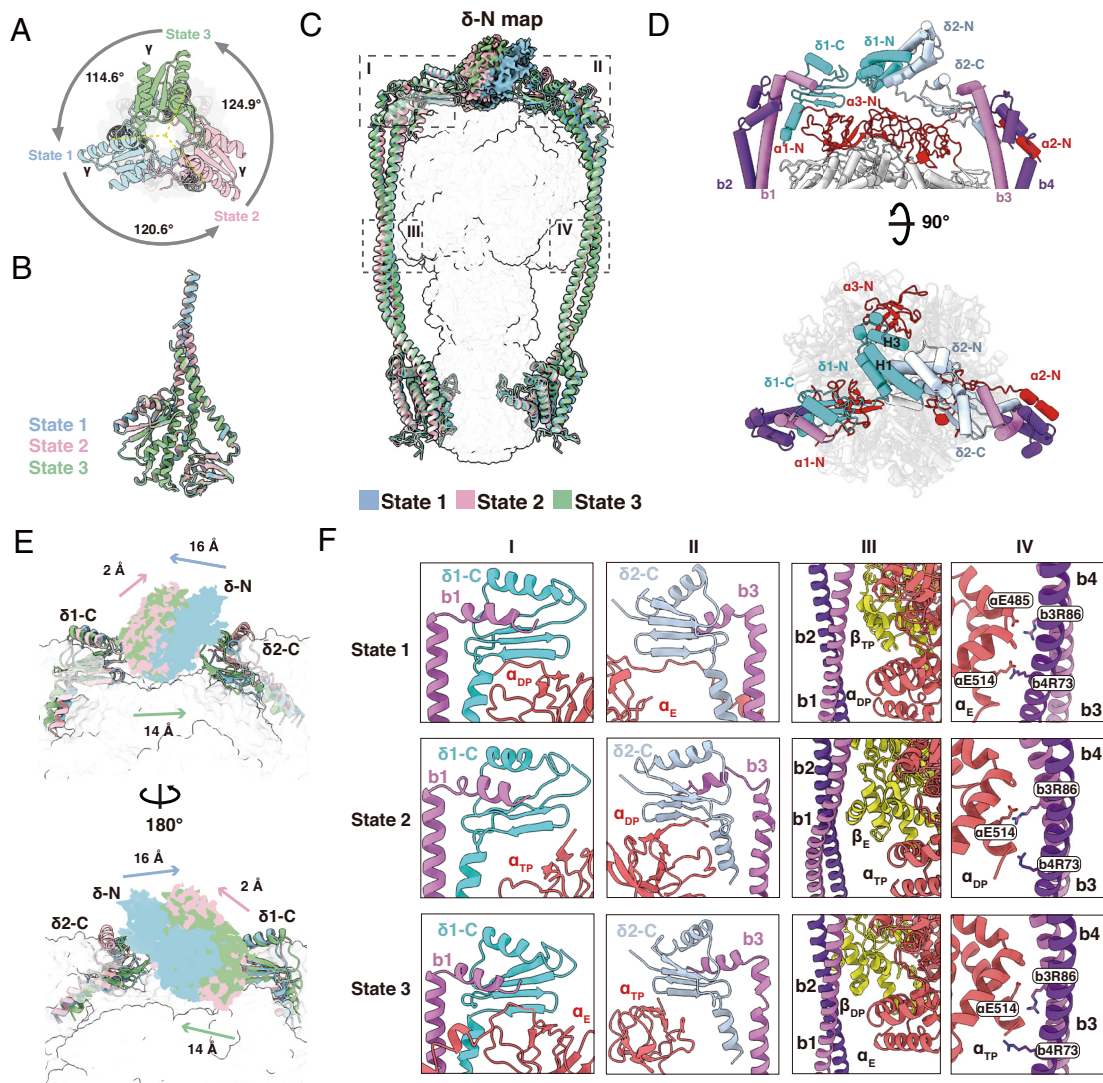 A
State 3
γ
114.6°
124.9°
State 1
γ
γ
State 2
120.6°
B
State 1
State 2
State 3
C
δ-N map
I
II
III
IV
State 1 State 2 State 3
D
δ2-N
δ1-C
δ1-N
δ2-C
α3-N
α1-N
α2-N
b2
b1
b3
b4
90°
α3-N
H3
δ2-N
δ1-N
H1
δ1-C
α2-N
α1-N
δ2-C
E
16 Å
2 Å
δ-N
δ1-C
δ2-C
14 Å
180°
16 Å
2 Å
δ-N
δ2-C
δ1-C
14 Å
F
I
II
III
IV
State 1
δ1-C
b1
αDP
δ2-C
b3
αE
b2
βTP
b1
αDP
b4
αE485
b3R86
αE514
b4R73
αE
b3
State 2
δ1-C
b1
αTP
δ2-C
b3
αDP
b2
b1
βE
αTP
b4
b3R86
αE514
b4R73
αDP
b3
State 3
δ1-C
b1
αE
δ2-C
b3
αTP
b2
βDP
b1
αE
b4
b3R86
αE514
b3
αTP
b4R73